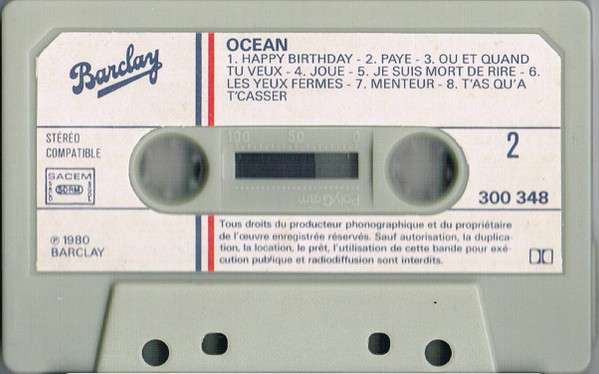 Barclay
OCEAN
1. HAPPY BIRTHDAY - 2. PAYE - 3. OU ET QUAND
TU VEUX - 4. JOUE - 5. JE SUIS MORT DE RIRE - 6.
LES YEUX FERMES - 7. MENTEUR - 8. T'AS QU'A
T'CASSER
STÉRÉO
COMPATIBLE
100 50 0
2
SACEM
SDRM
PolyGram
300 348
℗ 1980
BARCLAY
Tous droits du producteur phonographique et du propriétaire
de l'œuvre enregistrée réservés. Sauf autorisation, la duplica-
tion, la location, le prêt, l'utilisation de cette bande pour exé-
cution publique et radiodiffusion sont interdits.